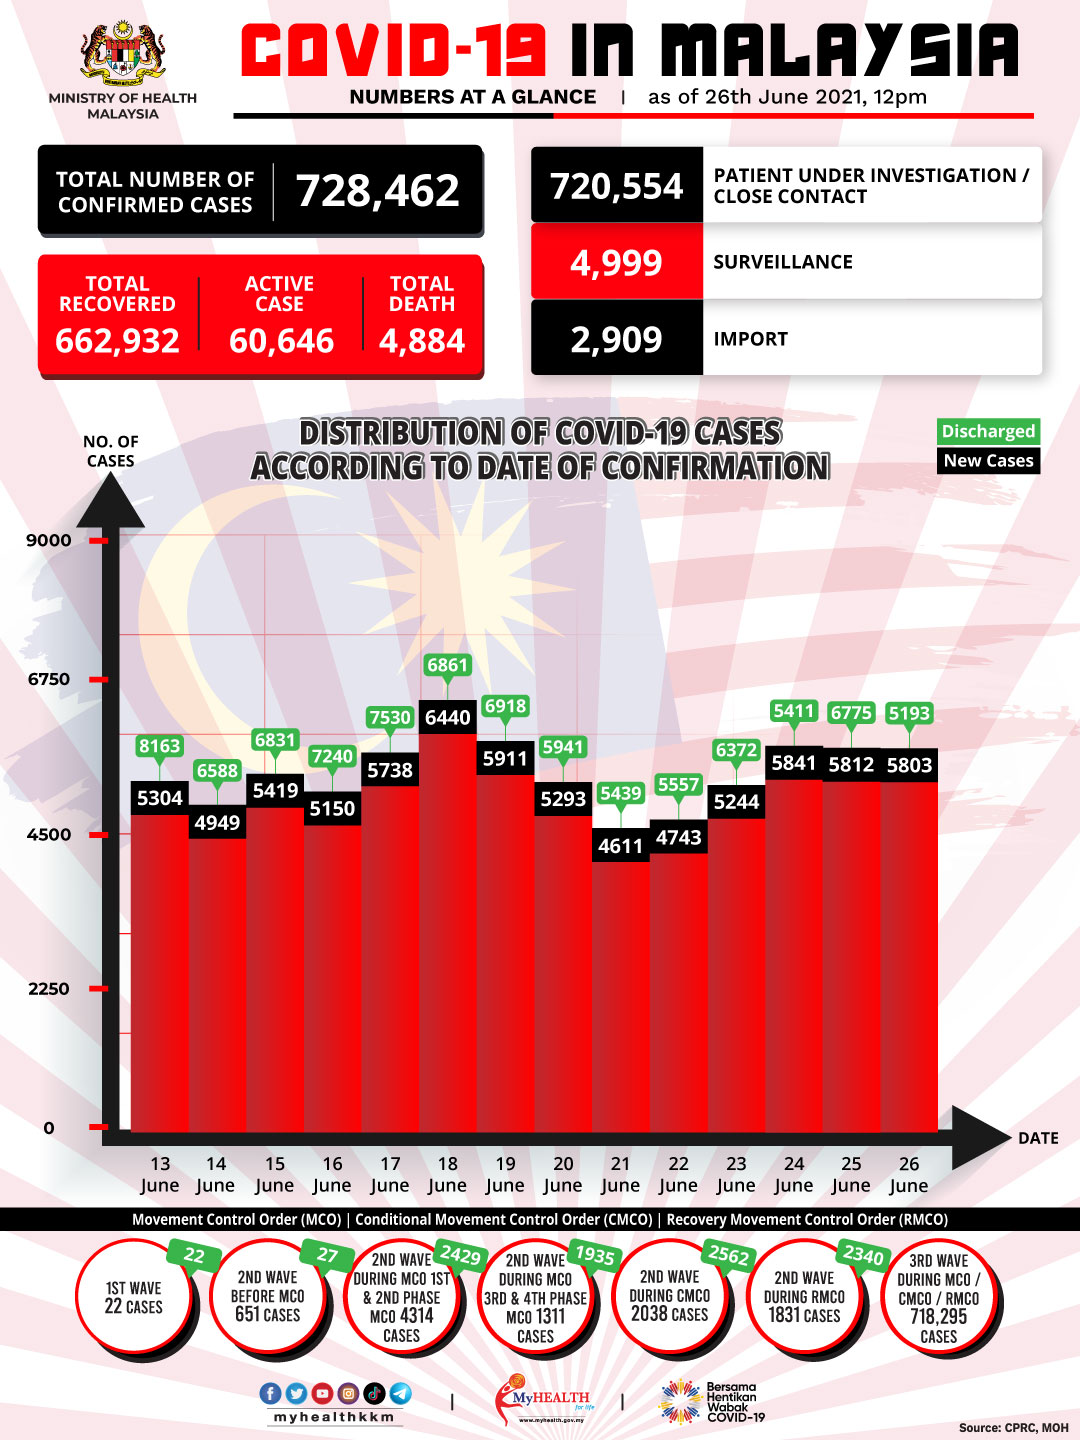 COVID-19 IN MALAYSIA
MINISTRY OF HEALTH
MALAYSIA
NUMBERS AT A GLANCE | as of 26th June 2021, 12pm
TOTAL NUMBER OF
CONFIRMED CASES
728,462
TOTAL
RECOVERED
662,932
ACTIVE
CASE
60,646
TOTAL
DEATH
4,884
720,554
PATIENT UNDER INVESTIGATION /
CLOSE CONTACT
4,999
SURVEILLANCE
2,909
IMPORT
DISTRIBUTION OF COVID-19 CASES
ACCORDING TO DATE OF CONFIRMATION
Discharged
New Cases
NO. OF
CASES
9000
6750
4500
2250
0
8163
5304
6588
4949
6831
5419
7240
5150
7530
5738
6861
6440
6918
5911
5941
5293
5439
4611
5557
4743
6372
5244
5411
5841
6775
5812
5193
5803
DATE
13
June
14
June
15
June
16
June
17
June
18
June
19
June
20
June
21
June
22
June
23
June
24
June
25
June
26
June
Movement Control Order (MCO) | Conditional Movement Control Order (CMCO) | Recovery Movement Control Order (RMCO)
22
1ST WAVE
22 CASES
27
2ND WAVE
BEFORE MCO
651 CASES
2429
2ND WAVE
DURING MCO 1ST
& 2ND PHASE
MCO 4314
CASES
1935
2ND WAVE
DURING MCO
3RD & 4TH PHASE
MCO 1311
CASES
2562
2ND WAVE
DURING CMCO
2038 CASES
2340
2ND WAVE
DURING RMCO
1831 CASES
3RD WAVE
DURING MCO /
CMCO / RMCO
718,295
CASES
myhealthkkm
|
MyHEALTH
for life
www.myhealth.gov.my
|
Bersama
Hentikan
Wabak
COVID-19
Source: CPRC, MOH